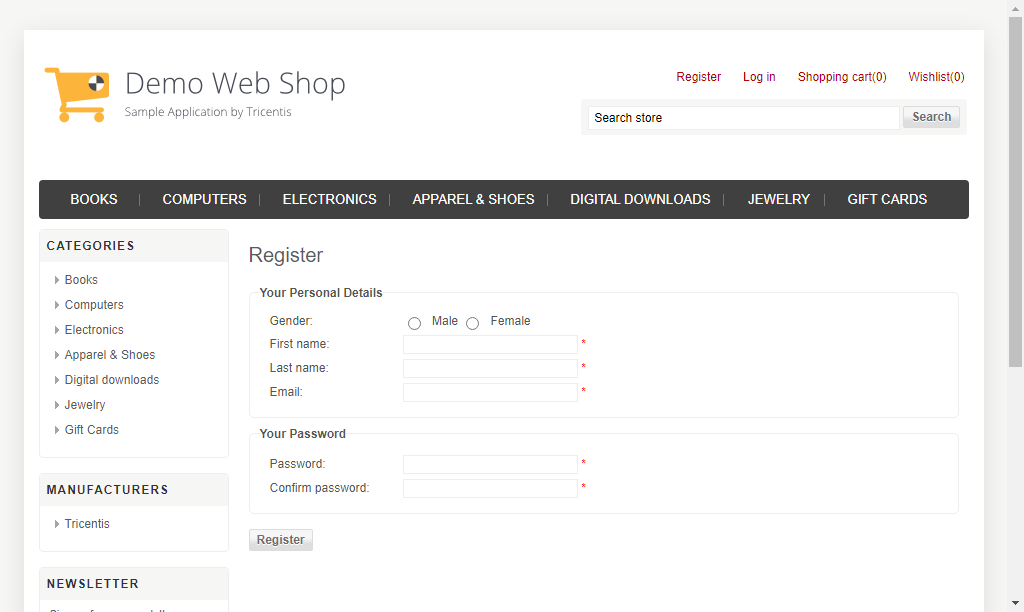 Demo Web Shop
Sample Application by Tricentis
Register Log in Shopping cart(0) Wishlist(0)
Search store Search
BOOKS COMPUTERS ELECTRONICS APPAREL & SHOES DIGITAL DOWNLOADS JEWELRY GIFT CARDS
CATEGORIES
Books
Computers
Electronics
Apparel & Shoes
Digital downloads
Jewelry
Gift Cards
MANUFACTURERS
Tricentis
NEWSLETTER
Register
Your Personal Details
Gender: Male Female
First name: *
Last name: *
Email: *
Your Password
Password: *
Confirm password: *
Register